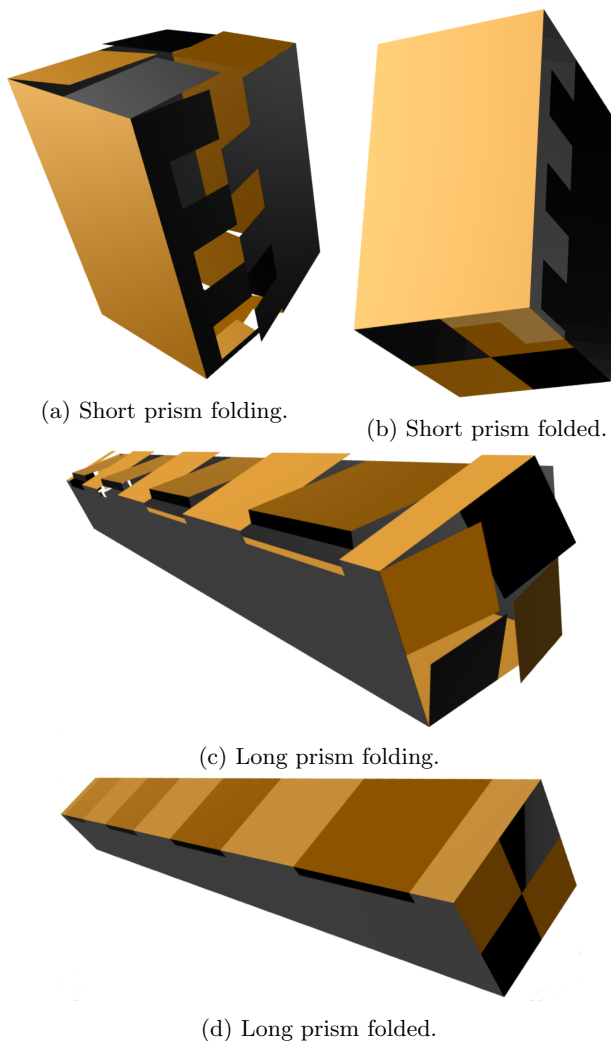 (a) Short prism folding.
(b) Short prism folded.
(c) Long prism folding.
(d) Long prism folded.